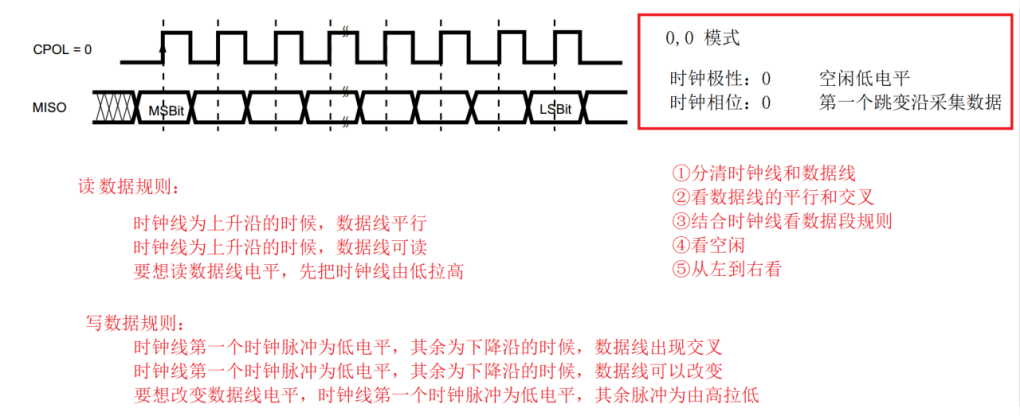 CPOL = 0
MISO
MSBit
LSBit
0,0 模式
时钟极性：0 空闲低电平
时钟相位：0 第一个跳变沿采集数据
读数据规则：
时钟线为上升沿的时候，数据线平行
时钟线为上升沿的时候，数据线可读
要想读数据线电平，先把时钟线由低拉高
①分清时钟线和数据线
②看数据线的平行和交叉
③结合时钟线看数据段规则
④看空闲
⑤从左到右看
写数据规则：
时钟线第一个时钟脉冲为低电平，其余为下降沿的时候，数据线出现交叉
时钟线第一个时钟脉冲为低电平，其余为下降沿的时候，数据线可以改变
要想改变数据线电平，时钟线第一个时钟脉冲为低电平，其余脉冲为由高拉低